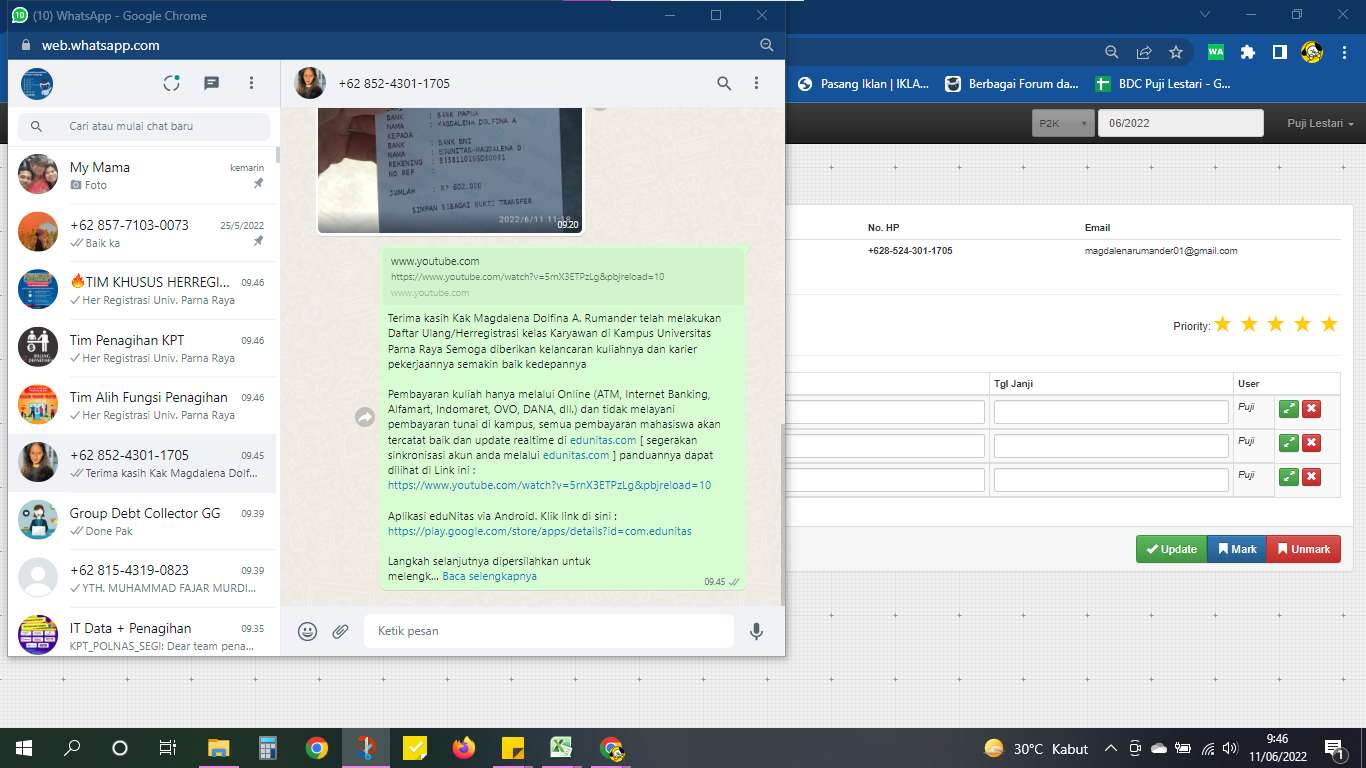 (10) WhatsApp - Google Chrome
web.whatsapp.com
Pasang Iklan | IKLA...
Berbagai Forum da...
BDC Puji Lestari - G...
P2K
06/2022
Puji Lestari
+62 852-4301-1705
Cari atau mulai chat baru
My Mama
kemarin
Foto
+62 857-7103-0073
25/5/2022
Baik ka
TIM KHUSUS HERREGI...
09.46
Her Registrasi Univ. Parna Raya
Tim Penagihan KPT
09.46
Her Registrasi Univ. Parna Raya
Tim Alih Fungsi Penagihan
09.46
Her Registrasi Univ. Parna Raya
+62 852-4301-1705
09.45
Terima kasih Kak Magdalena Dolf...
Group Debt Collector GG
09.39
Done Pak
+62 815-4319-0823
09.39
YTH. MUHAMMAD FAJAR MURDI...
IT Data + Penagihan
09.35
KPT_POLNAS_SEGI: Dear team pena...
BANK : BANK PAPUA
NAMA : MAGDALENA DOLFINA A
KEPADA
BANK : BANK BNI
NAMA : EDUNITAS-MAGDALENA D
NO REF :
JUMLAH : RP 602,000
SIMPAN SEBAGAI BUKTI TRANSFER
09.20
www.youtube.com
https://www.youtube.com/watch?v=5rnX3ETPzLg&pbjreload=10
www.youtube.com
Terima kasih Kak Magdalena Dolfina A. Rumander telah melakukan
Daftar Ulang/Herregistrasi kelas Karyawan di Kampus Universitas
Parna Raya Semoga diberikan kelancaran kuliahnya dan karier
pekerjaannya semakin baik kedepannya
Pembayaran kuliah hanya melalui Online (ATM, Internet Banking,
Alfamart, Indomaret, OVO, DANA, dll.) dan tidak melayani
pembayaran tunai di kampus, semua pembayaran mahasiswa akan
tercatat baik dan update realtime di edunitas.com [ segerakan
sinkronisasi akun anda melalui edunitas.com ] panduannya dapat
dilihat di Link ini :
https://www.youtube.com/watch?v=5rnX3ETPzLg&pbjreload=10
Aplikasi eduNitas via Android. Klik link di sini :
https://play.google.com/store/apps/details?id=com.edunitas
Langkah selanjutnya dipersilahkan untuk
melengk... Baca selengkapnya
09.45
Ketik pesan
No. HP
Email
+628-524-301-1705
magdalenarumander01@gmail.com
Priority:
Tgl Janji
User
Puji
Puji
Puji
Update
Mark
Unmark
30°C Kabut
9:46
11/06/2022
1